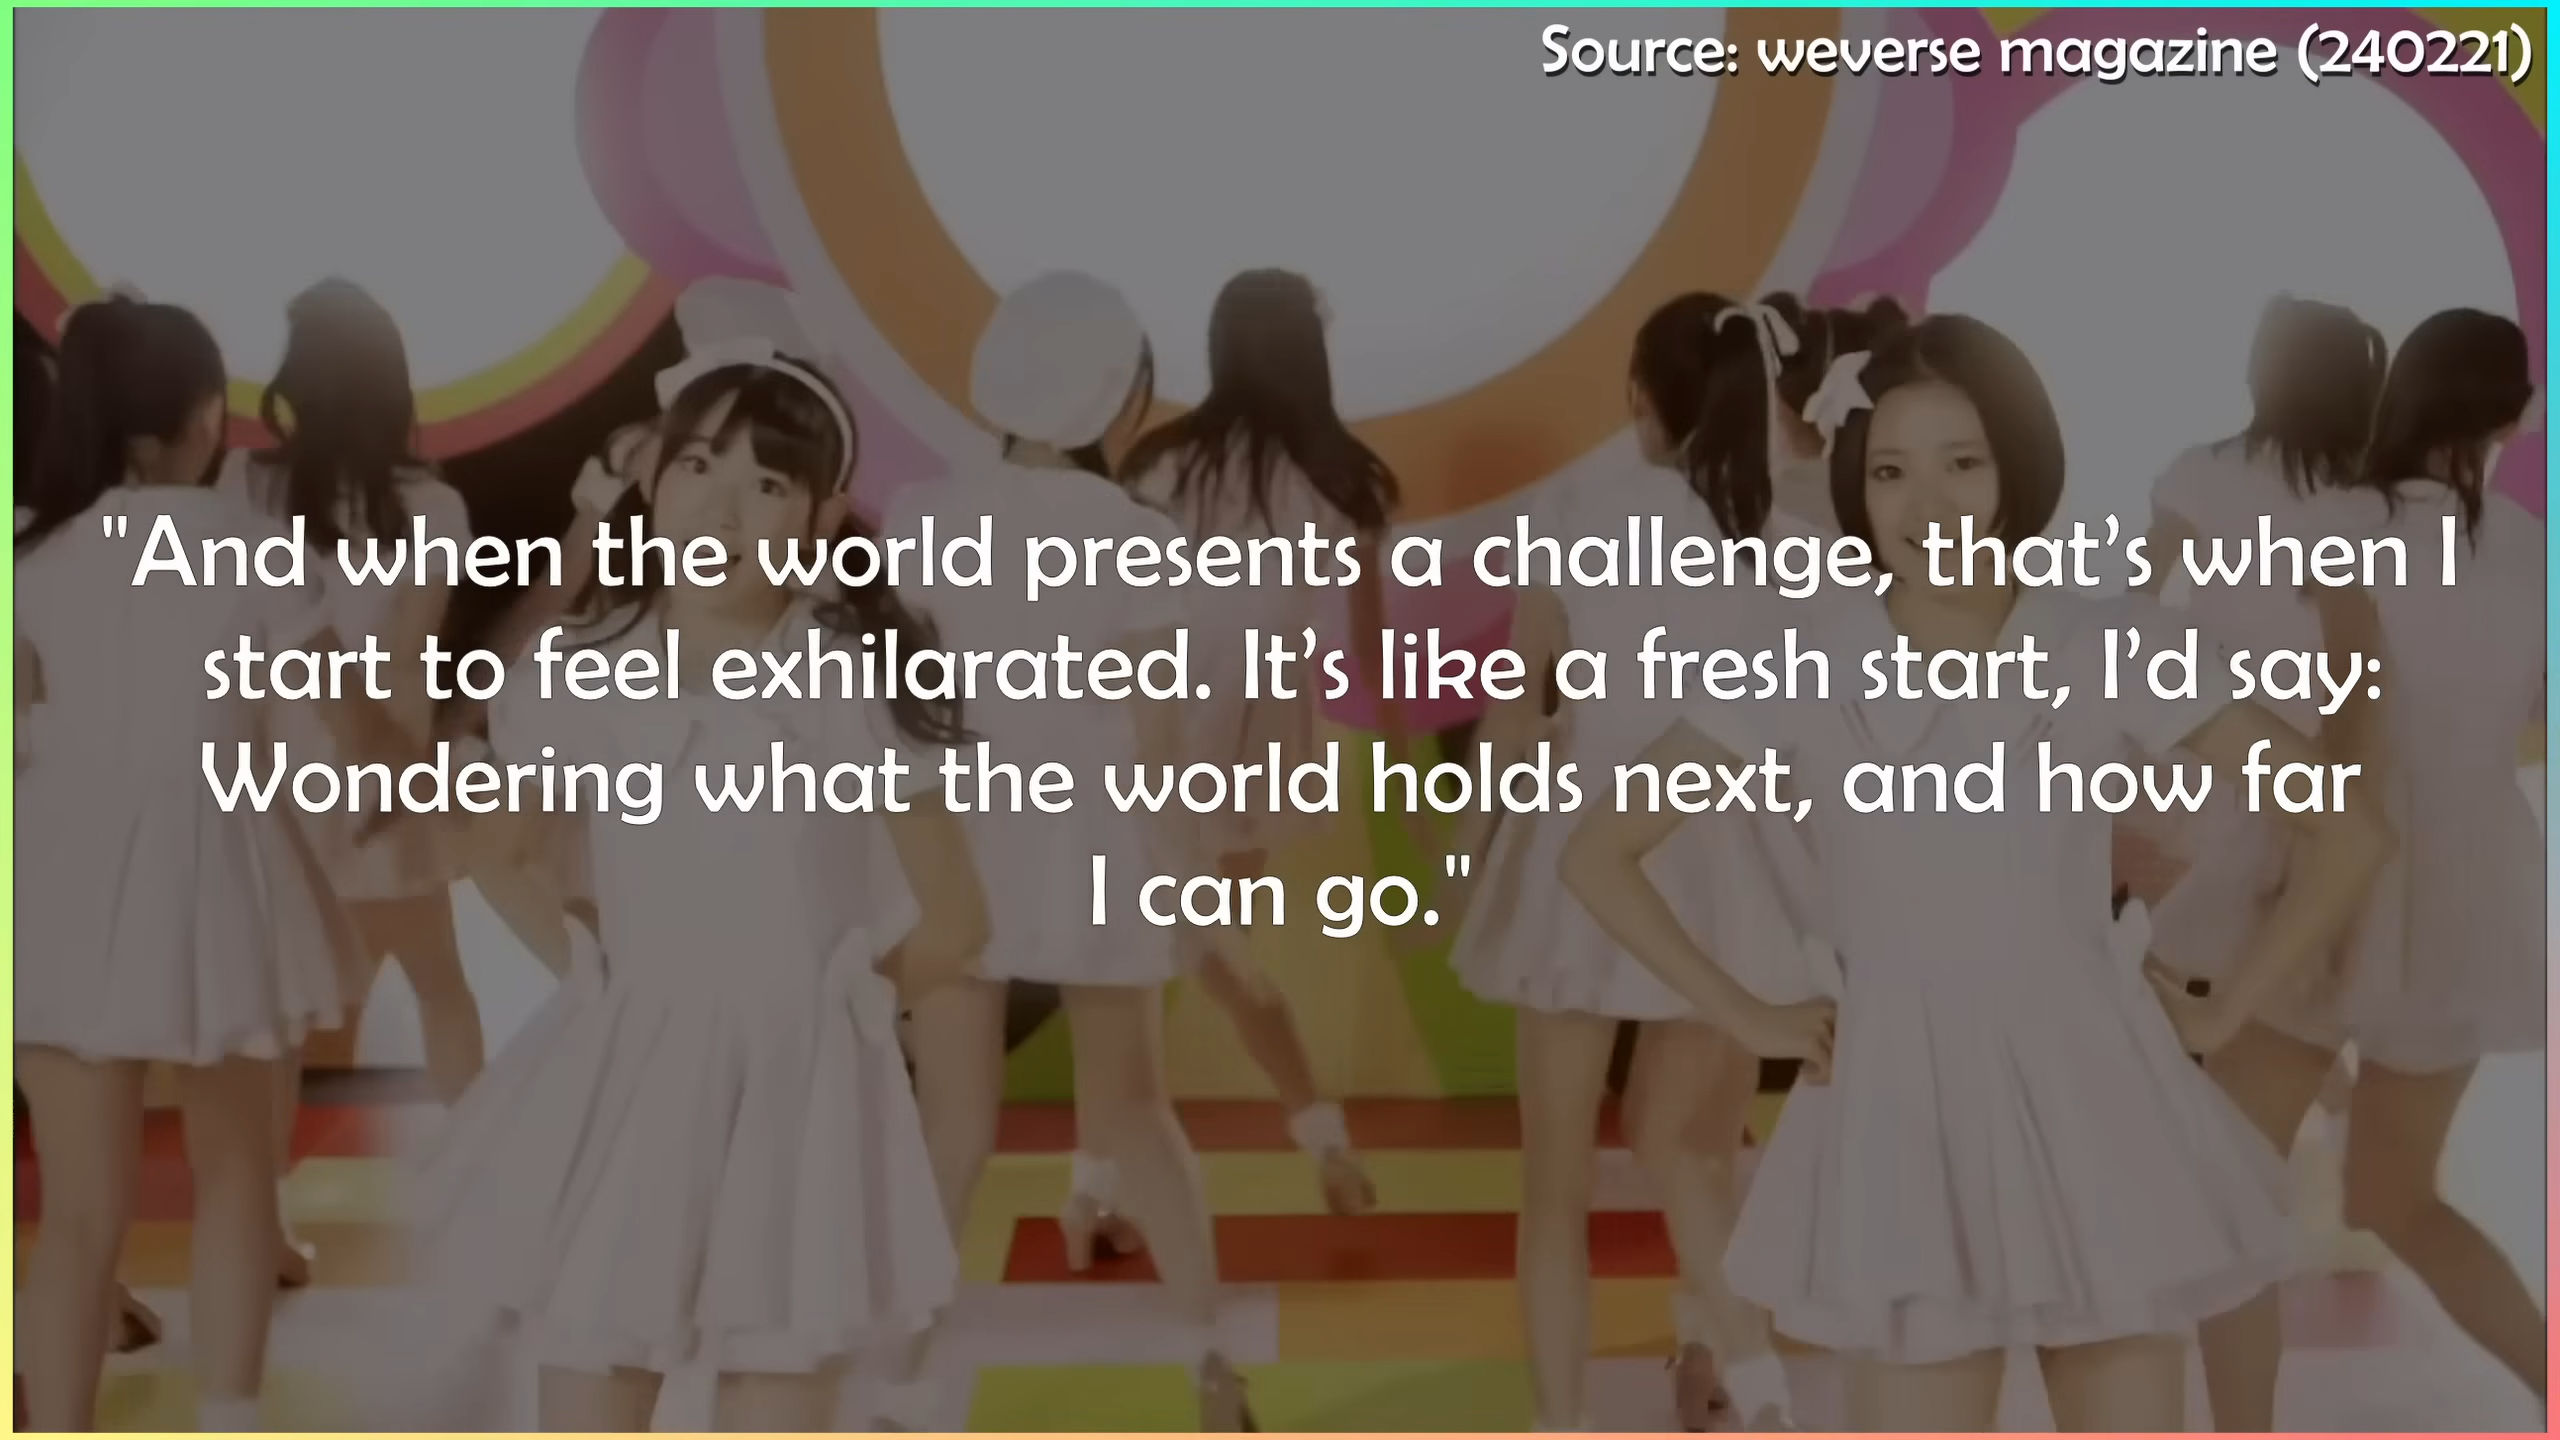 Source: weverse magazine (240221)
"And when the world presents a challenge, that’s when I
start to feel exhilarated. It’s like a fresh start, I’d say:
Wondering what the world holds next, and how far
I can go."